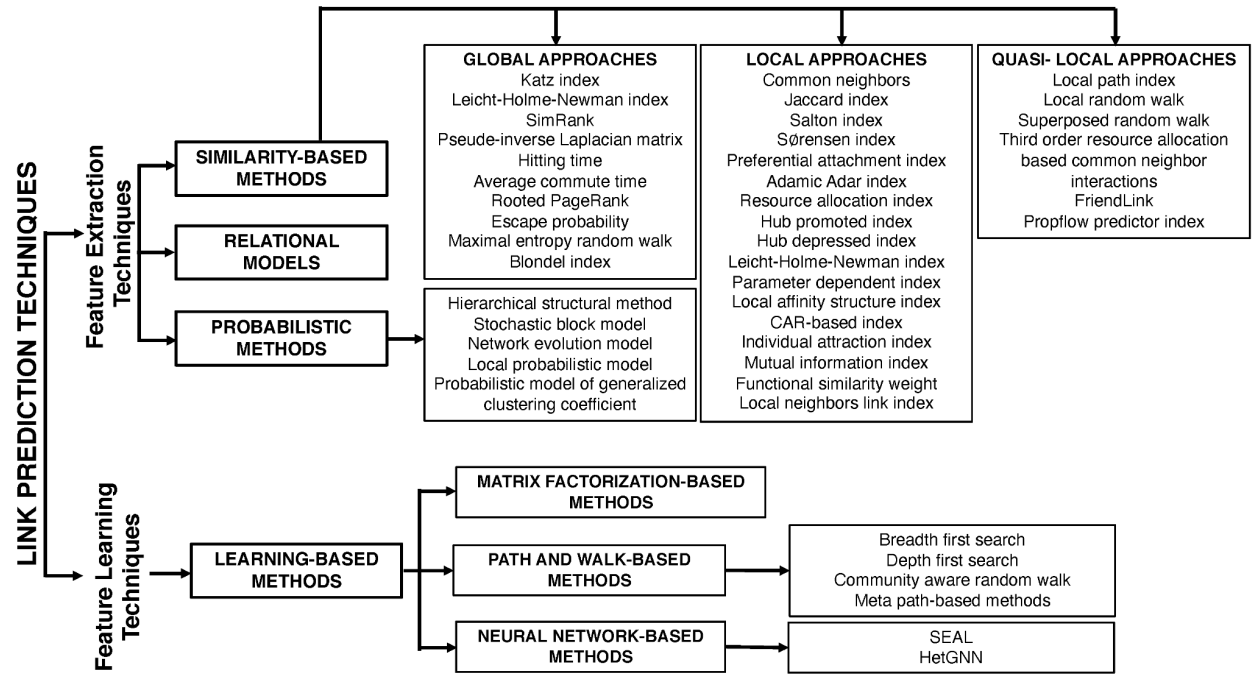 LINK PREDICTION TECHNIQUES
Feature Extraction
Techniques
SIMILARITY-BASED
METHODS
RELATIONAL
MODELS
PROBABILISTIC
METHODS
GLOBAL APPROACHES
Katz index
Leicht-Holme-Newman index
SimRank
Pseude-inverse Laplacian matrix
Hitting time
Average commute time
Rooted PageRank
Escape probability
Maximal entropy random walk
Blondel index
LOCAL APPROACHES
Common neighbors
Jaccard index
Salton index
SØrensen index
Preferential attachment index
Adamic Adar index
Resource allocation index
Hub promoted index
Hub depressed index
Leicht-Holme-Newman index
Parameter dependent index
Local affinity structure index
CAR-based index
Individual attraction index
Mutual information index
Functional similarity weight
Local neighbors link index
QUASI- LOCAL APPROACHES
Local path index
Local random walk
Superposed random walk
Third order resource allocation
based common neighbor
interactions
FriendLink
Propflow predictor index
Hierarchical structural method
Stochastic block model
Network evolution model
Local probabilistic model
Probabilistic model of generalized
clustering coefficient
Feature Learning
Techniques
LEARNING-BASED
METHODS
MATRIX FACTORIZATION-BASED
METHODS
PATH AND WALK-BASED
METHODS
Breadth first search
Depth first search
Community aware random walk
Meta path-based methods
NEURAL NETWORK-BASED
METHODS
SEAL
HetGNN